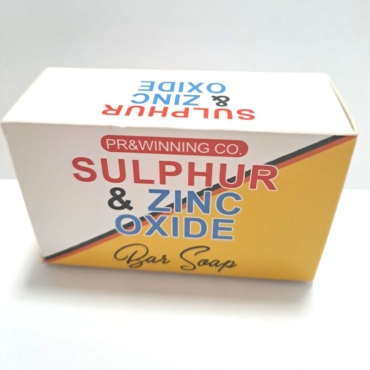 SULPHUR
& ZINC
OXIDE
PR&WINNING CO.
SULPHUR
& ZINC
OXIDE
Bar Soap